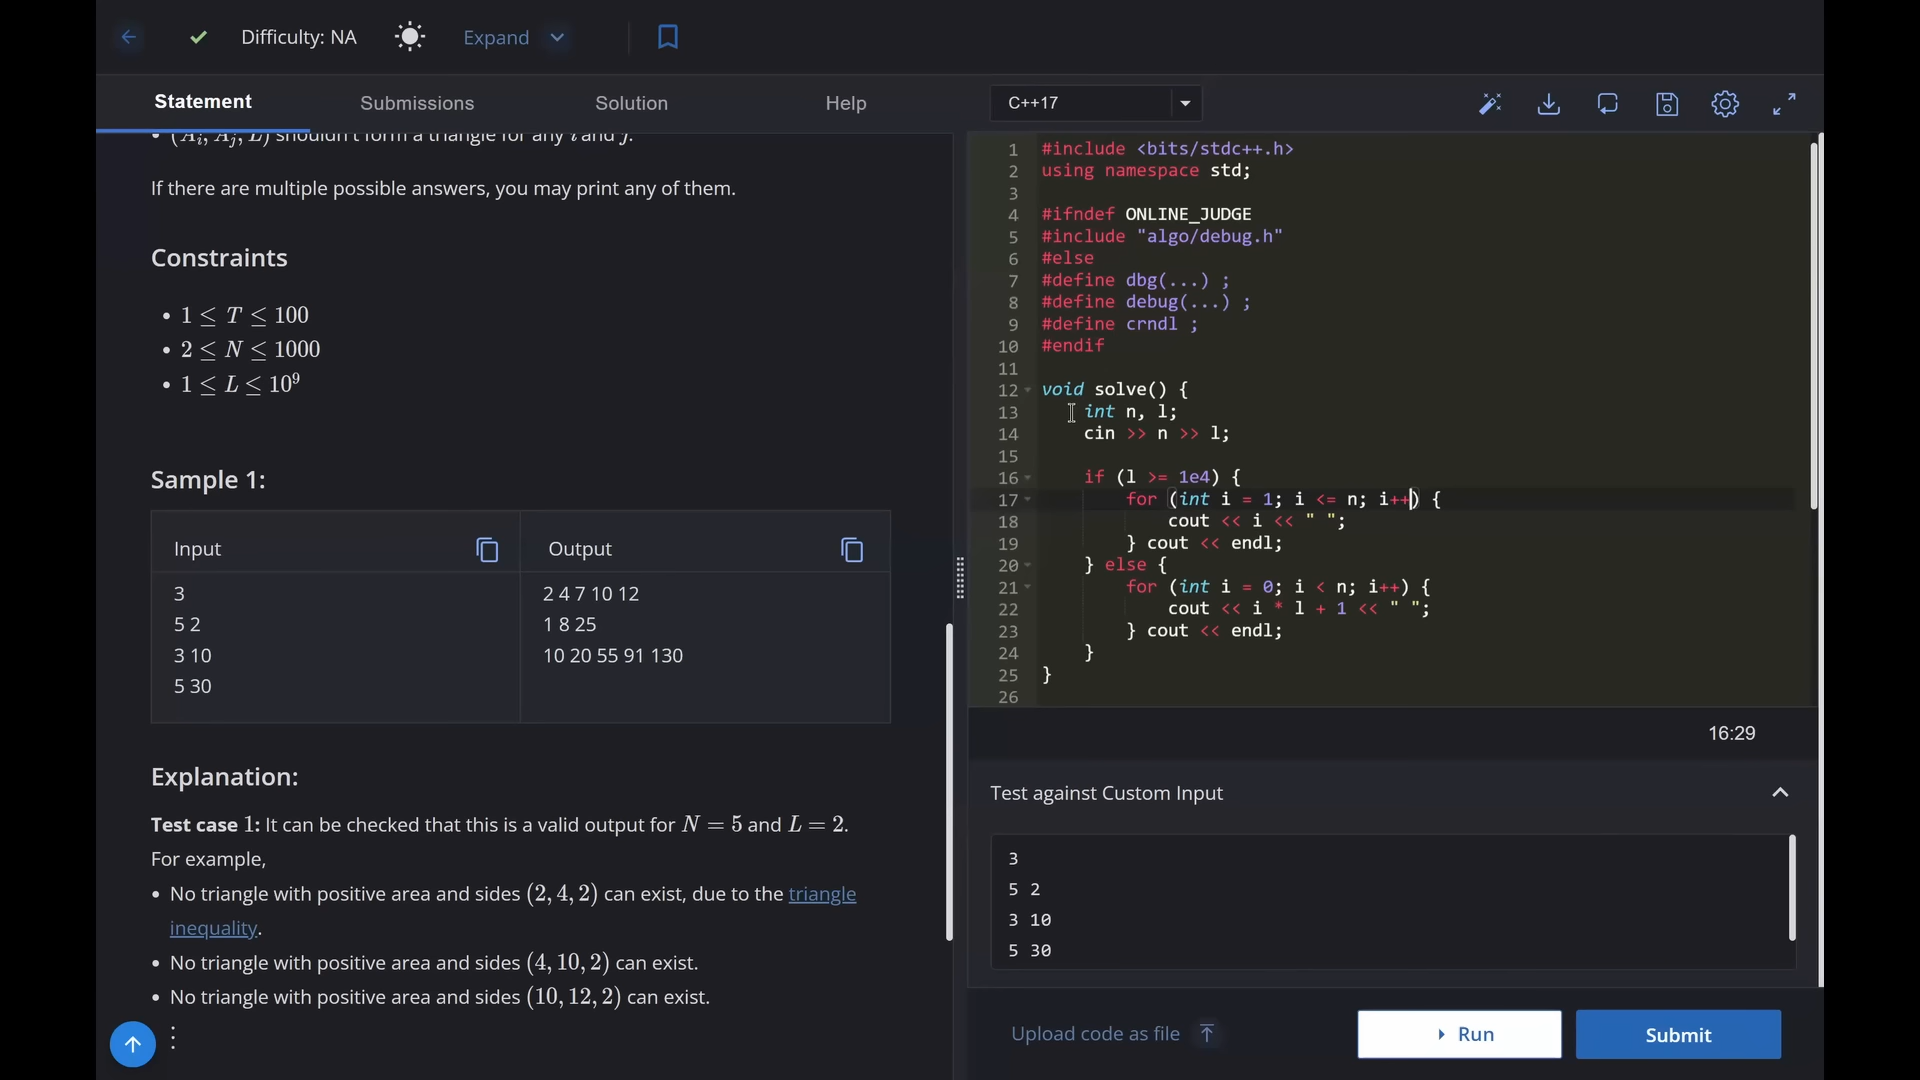 Difficulty: NA
Expand
Statement
Submissions
Solution
Help
• (Aᵢ, Aⱼ, L) shouldn't form a triangle for any i and j.
If there are multiple possible answers, you may print any of them.
Constraints
• 1 ≤ T ≤ 100
• 2 ≤ N ≤ 1000
• 1 ≤ L ≤ 10⁹
Sample 1:
Input
Output
3
5 2
3 10
5 30
2 4 7 10 12
1 8 25
10 20 55 91 130
Explanation:
Test case 1: It can be checked that this is a valid output for N = 5 and L = 2.
For example,
• No triangle with positive area and sides (2, 4, 2) can exist, due to the triangle
inequality.
• No triangle with positive area and sides (4, 10, 2) can exist.
• No triangle with positive area and sides (10, 12, 2) can exist.
⋮
C++17
1 #include <bits/stdc++.h>
2 using namespace std;
3
4 #ifndef ONLINE_JUDGE
5 #include "algo/debug.h"
6 #else
7 #define dbg(...) ;
8 #define debug(...) ;
9 #define crndl ;
10 #endif
11
12 void solve() {
13     int n, l;
14     cin >> n >> l;
15
16     if (l >= 1e4) {
17         for (int i = 1; i <= n; i++) {
18             cout << i << " ";
19         } cout << endl;
20     } else {
21         for (int i = 0; i < n; i++) {
22             cout << i * l + 1 << " ";
23         } cout << endl;
24     }
25 }
26
16:29
Test against Custom Input
3
5 2
3 10
5 30
Upload code as file
Run
Submit